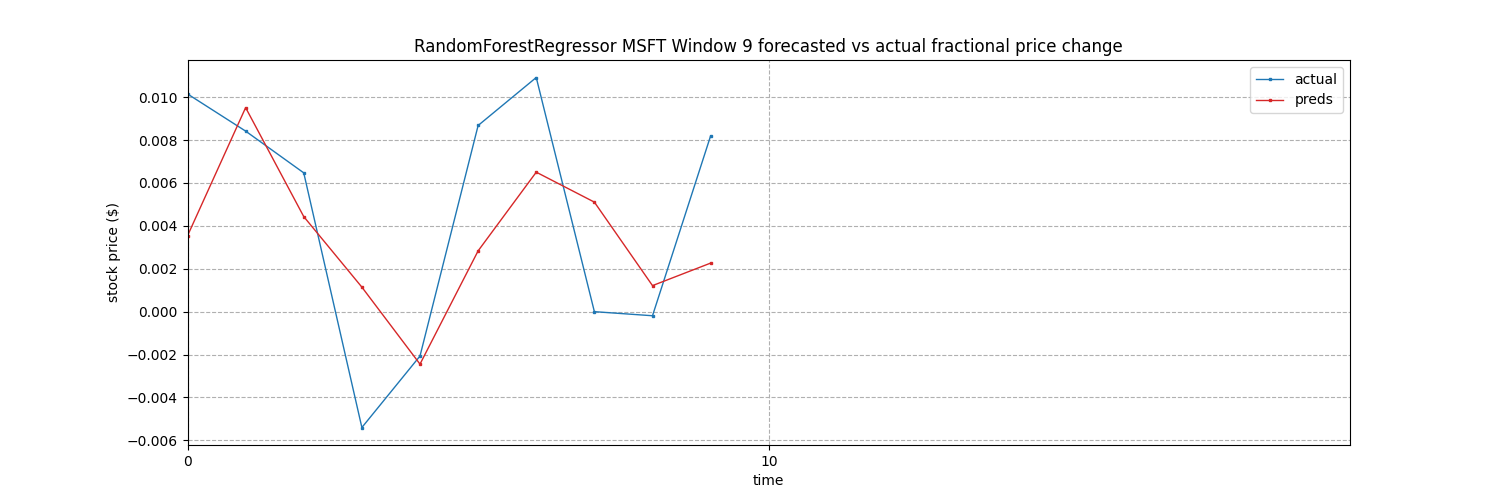 RandomForestRegressor MSFT Window 9 forecasted vs actual fractional price change
actual
preds
0.010
0.008
0.006
0.004
0.002
0.000
−0.002
−0.004
−0.006
stock price ($)
0
10
time